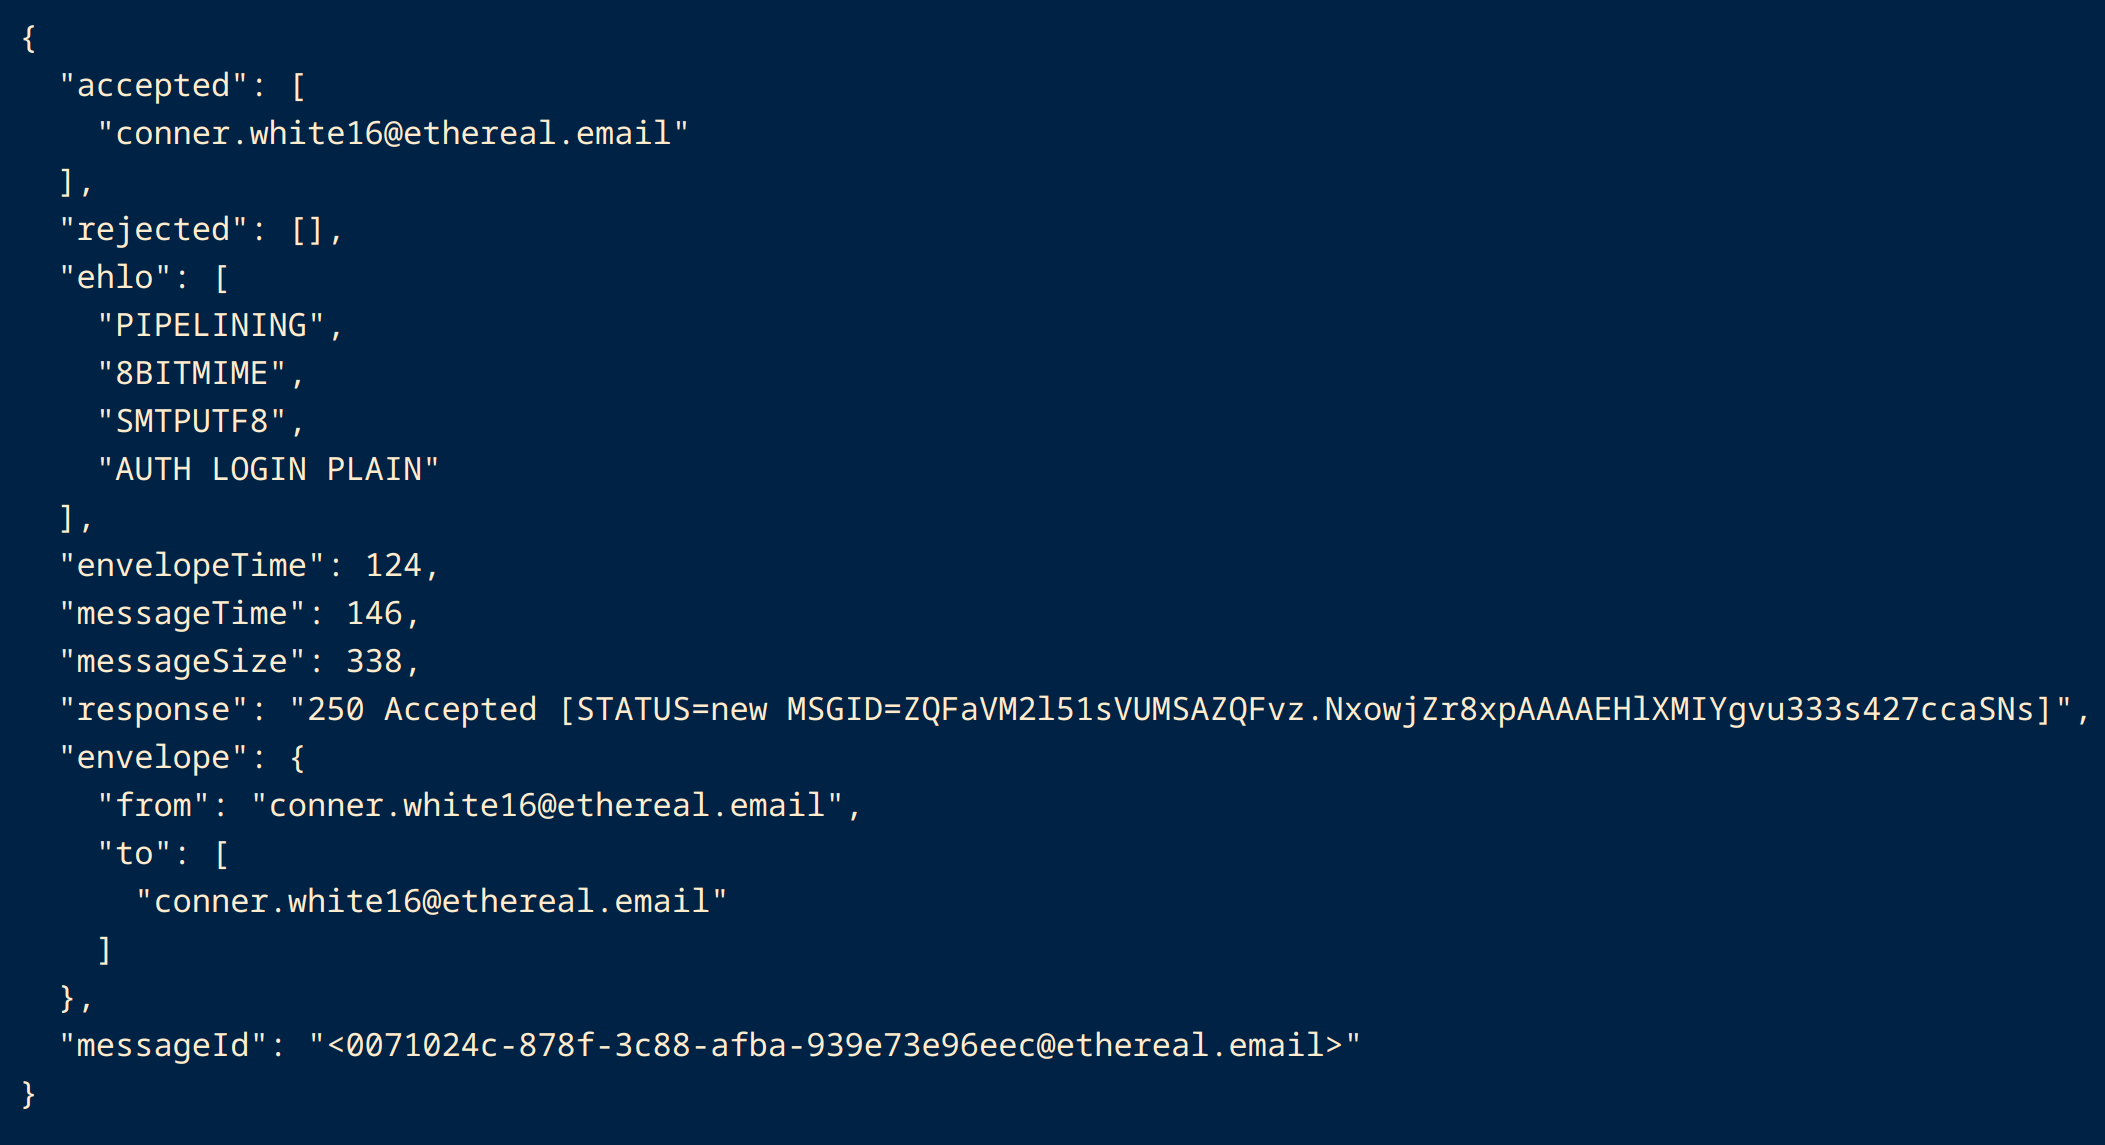 {
  "accepted": [
    "conner.white16@ethereal.email"
  ],
  "rejected": [],
  "ehlo": [
    "PIPELINING",
    "8BITMIME",
    "SMTPUTF8",
    "AUTH LOGIN PLAIN"
  ],
  "envelopeTime": 124,
  "messageTime": 146,
  "messageSize": 338,
  "response": "250 Accepted [STATUS=new MSGID=ZQFaVM2l51sVUMSAZQFvz.NxowjZr8xpAAAAEHlXMIYgvu333s427ccaSNs]",
  "envelope": {
    "from": "conner.white16@ethereal.email",
    "to": [
      "conner.white16@ethereal.email"
    ]
  },
  "messageId": "<0071024c-878f-3c88-afba-939e73e96eec@ethereal.email>"
}